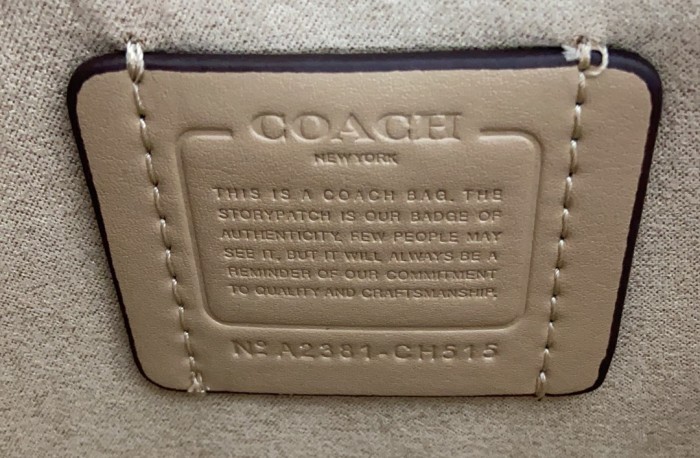 COACH
NEW YORK
THIS IS A COACH BAG. THE
STORYPATCH IS OUR BADGE OF
AUTHENTICITY. FEW PEOPLE MAY
SEE IT, BUT IT WILL ALWAYS BE A
REMINDER OF OUR COMMITMENT
TO QUALITY AND CRAFTSMANSHIP.
Nº A2381-CH515